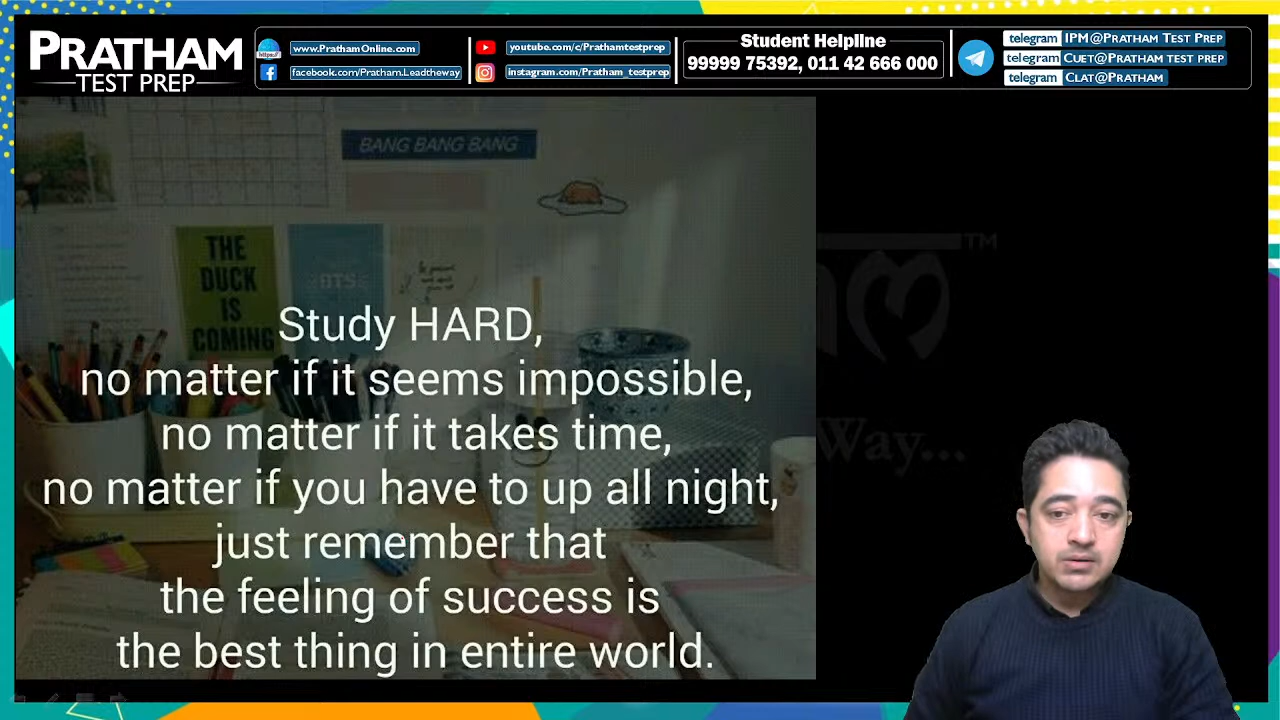 PRATHAM
TEST PREP
https://
www.PrathamOnline.com
facebook.com/Pratham.Leadtheway
youtube.com/c/Prathamtestprep
instagram.com/Pratham_testprep
Student Helpline
99999 75392, 011 42 666 000
telegram IPM@PRATHAM TEST PREP
telegram CUET@PRATHAM TEST PREP
telegram CLAT@PRATHAM
BANG BANG BANG
THE
DUCK
IS
COMING
BTS
TM
Way...
Study HARD,
no matter if it seems impossible,
no matter if it takes time,
no matter if you have to up all night,
just remember that
the feeling of success is
the best thing in entire world.